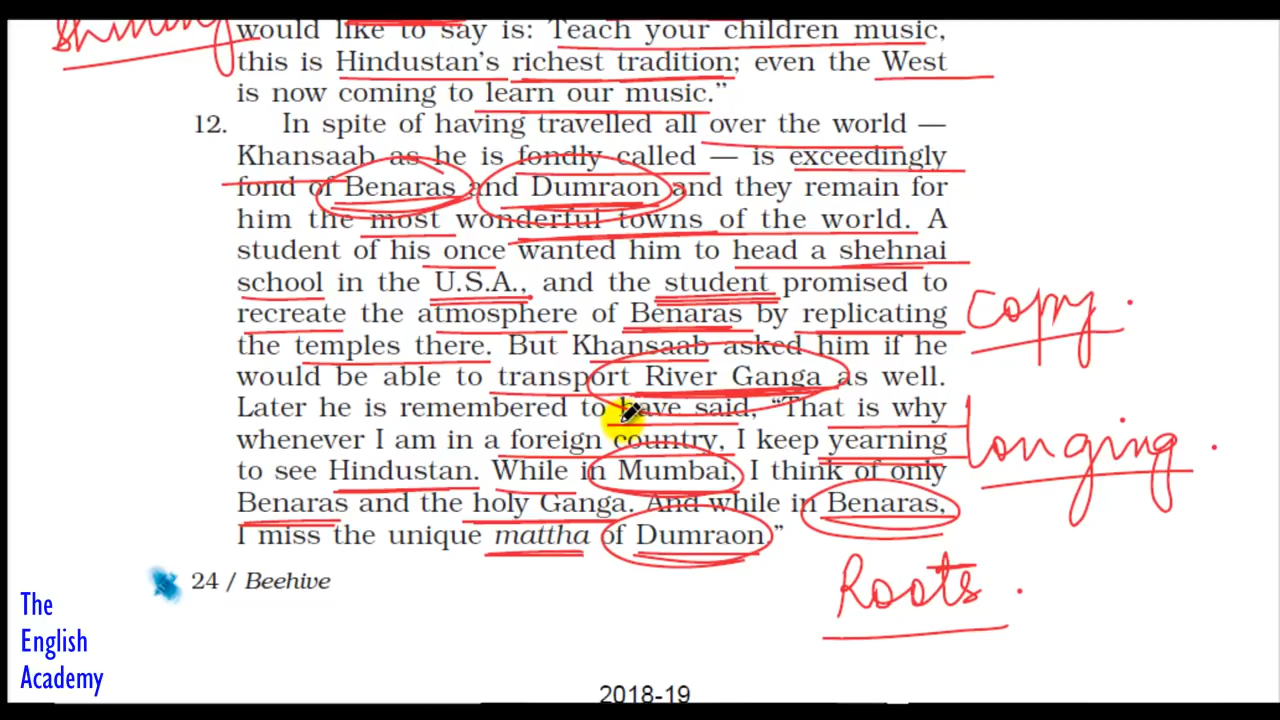 shining
would like to say is: Teach your children music,
this is Hindustan's richest tradition; even the West
is now coming to learn our music.”
12. In spite of having travelled all over the world —
Khansaab as he is fondly called — is exceedingly
fond of Benaras and Dumraon and they remain for
him the most wonderful towns of the world. A
student of his once wanted him to head a shehnai
school in the U.S.A., and the student promised to
recreate the atmosphere of Benaras by replicating
copy.
the temples there. But Khansaab asked him if he
would be able to transport River Ganga as well.
Later he is remembered to have said, “That is why
whenever I am in a foreign country, I keep yearning
longing.
to see Hindustan. While in Mumbai, I think of only
Benaras and the holy Ganga. And while in Benaras,
I miss the unique mattha of Dumraon.”
Roots.
24 / Beehive
The
English
Academy
2018-19